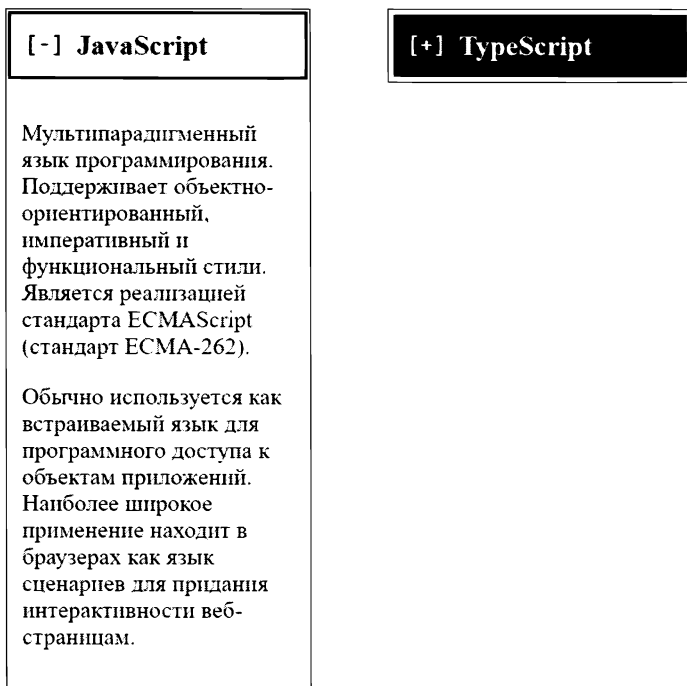 [-] JavaScript
[+] TypeScript
Мультипарадигменный
язык программирования.
Поддерживает объектно-
ориентированный,
императивный и
функциональный стили.
Является реализацией
стандарта ECMAScript
(стандарт ECMA-262).
Обычно используется как
встраиваемый язык для
программного доступа к
объектам приложений.
Наиболее широкое
применение находит в
браузерах как язык
сценариев для придания
интерактивности веб-
страницам.